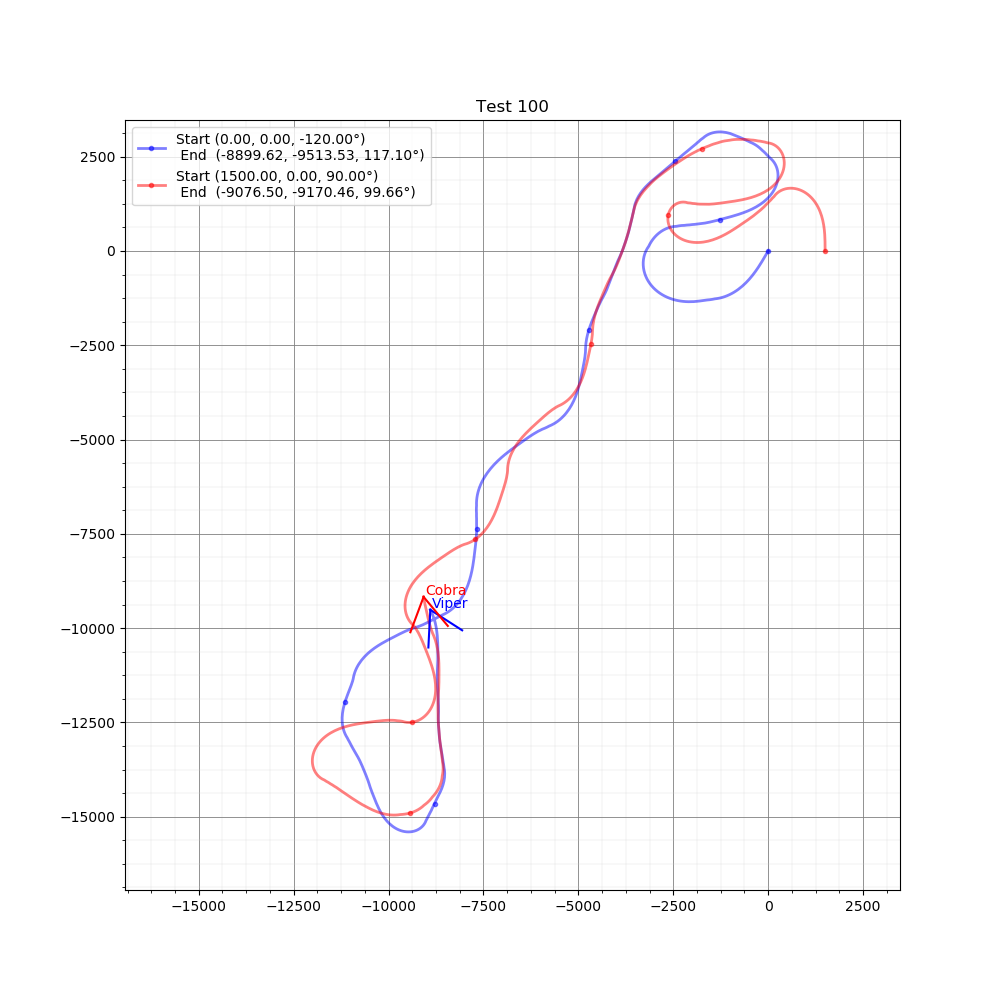 Test 100
Start (0.00, 0.00, -120.00°)
End (-8899.62, -9513.53, 117.10°)
Start (1500.00, 0.00, 90.00°)
End (-9076.50, -9170.46, 99.66°)
2500
0
−2500
−5000
−7500
−10000
−12500
−15000
Cobra
Viper
−15000 −12500 −10000 −7500 −5000 −2500 0 2500